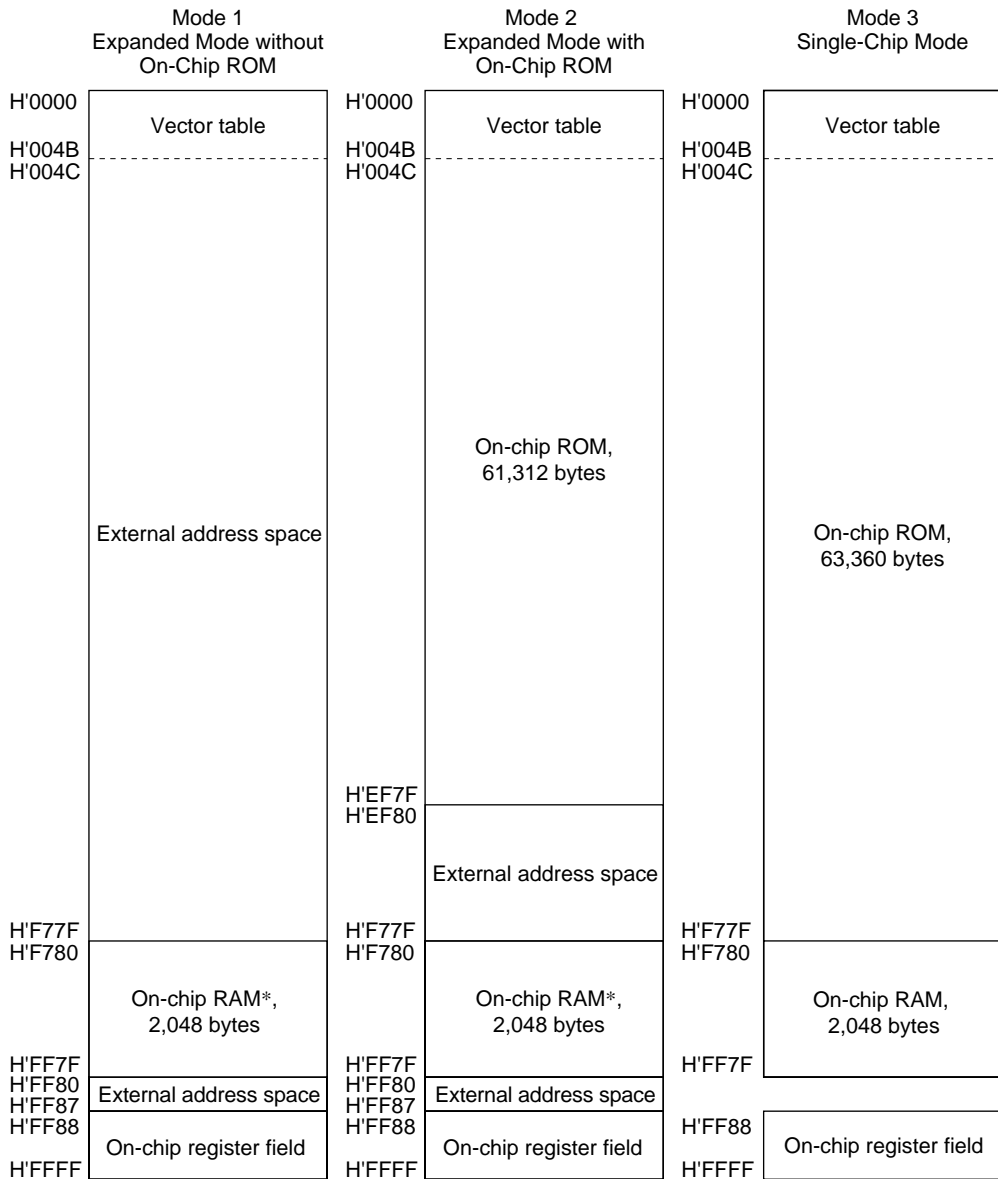 Mode 1
Expanded Mode without
On-Chip ROM
H'0000
Vector table
H'004B
H'004C
External address space
H'F77F
H'F780
On-chip RAM*,
2,048 bytes
H'FF7F
H'FF80
External address space
H'FF87
H'FF88
On-chip register field
H'FFFF
Mode 2
Expanded Mode with
On-Chip ROM
H'0000
Vector table
H'004B
H'004C
On-chip ROM,
61,312 bytes
H'EF7F
H'EF80
External address space
H'F77F
H'F780
On-chip RAM*,
2,048 bytes
H'FF7F
H'FF80
External address space
H'FF87
H'FF88
On-chip register field
H'FFFF
Mode 3
Single-Chip Mode
H'0000
Vector table
H'004B
H'004C
On-chip ROM,
63,360 bytes
H'F77F
H'F780
On-chip RAM,
2,048 bytes
H'FF7F
H'FF88
On-chip register field
H'FFFF